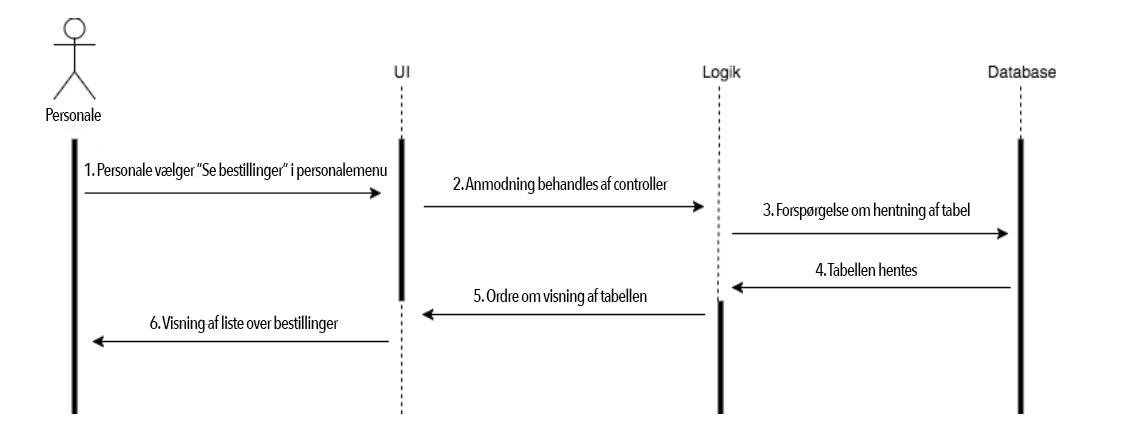 UI
Logik
Database
Personale
1. Personale vælger "Se bestillinger" i personalemenu
2. Anmodning behandles af controller
3. Forspørgelse om hentning af tabel
4. Tabellen hentes
5. Ordre om visning af tabellen
6. Visning af liste over bestillinger